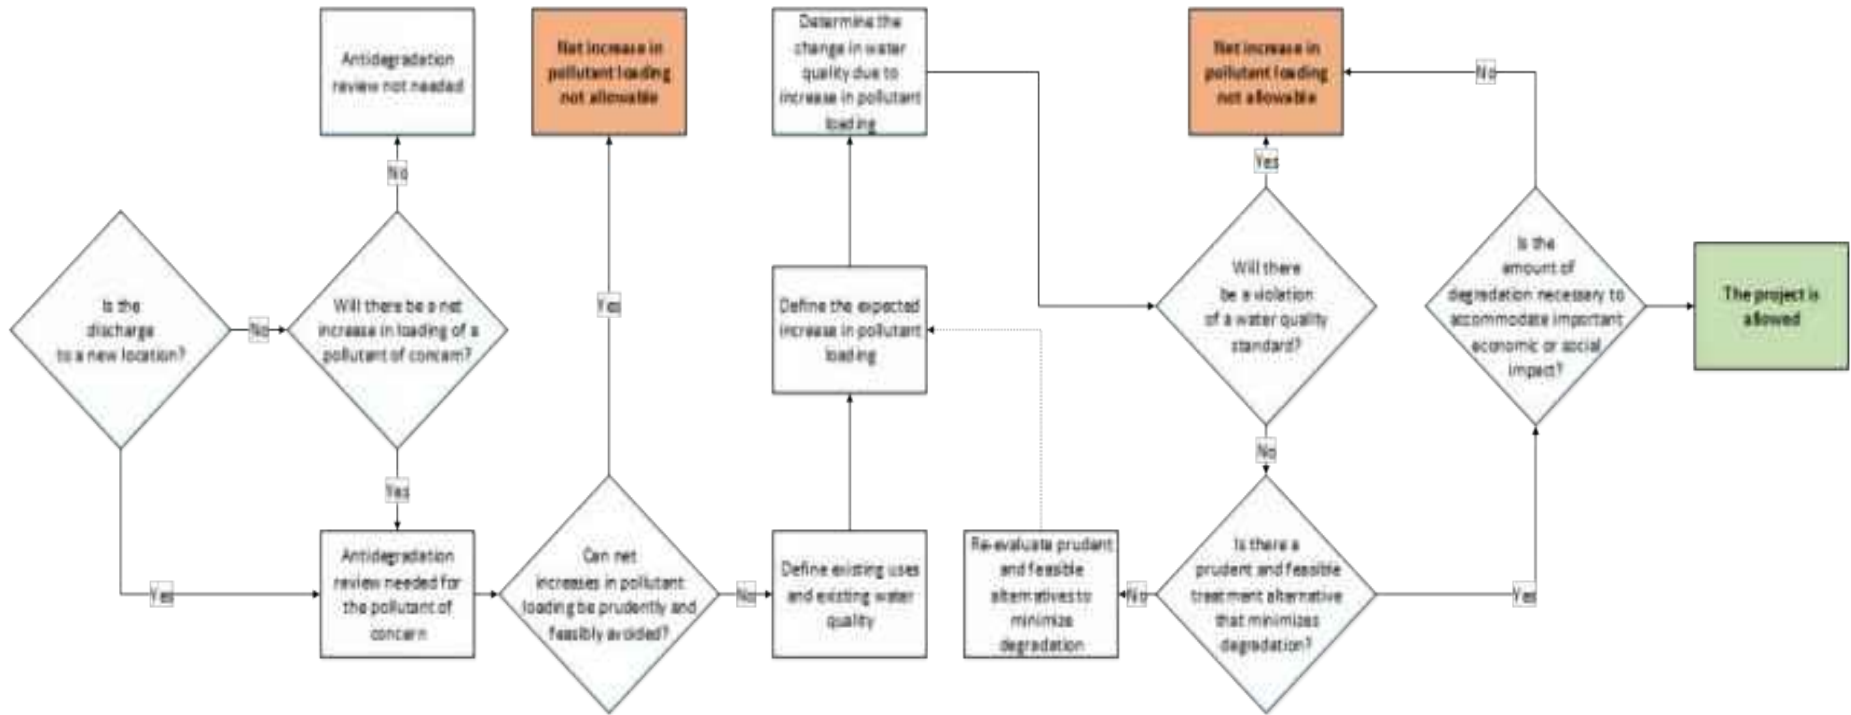 Antidegradation
review not needed
Net increase in
pollutant loading
not allowable
Determine the
change in water
quality due to
increase in pollutant
loading
Net increase in
pollutant loading
not allowable
No
No
Yes
Is the
discharge
to a new location?
No
Will there be a net
increase in loading of a
pollutant of concern?
Yes
Define the expected
increase in pollutant
loading
Will there
be a violation
of a water quality
standard?
Is the
amount of
degradation necessary to
accommodate important
economic or social
impact?
The project is
allowed
Yes
No
Yes
Antidegradation
review needed for
the pollutant of
concern
Can net
increases in pollutant
loading be prudently and
feasibly avoided?
No
Define existing uses
and existing water
quality
Re-evaluate prudent
and feasible
alternatives to
minimize
degradation
No
Is there a
prudent and feasible
treatment alternative
that minimizes
degradation?
Yes